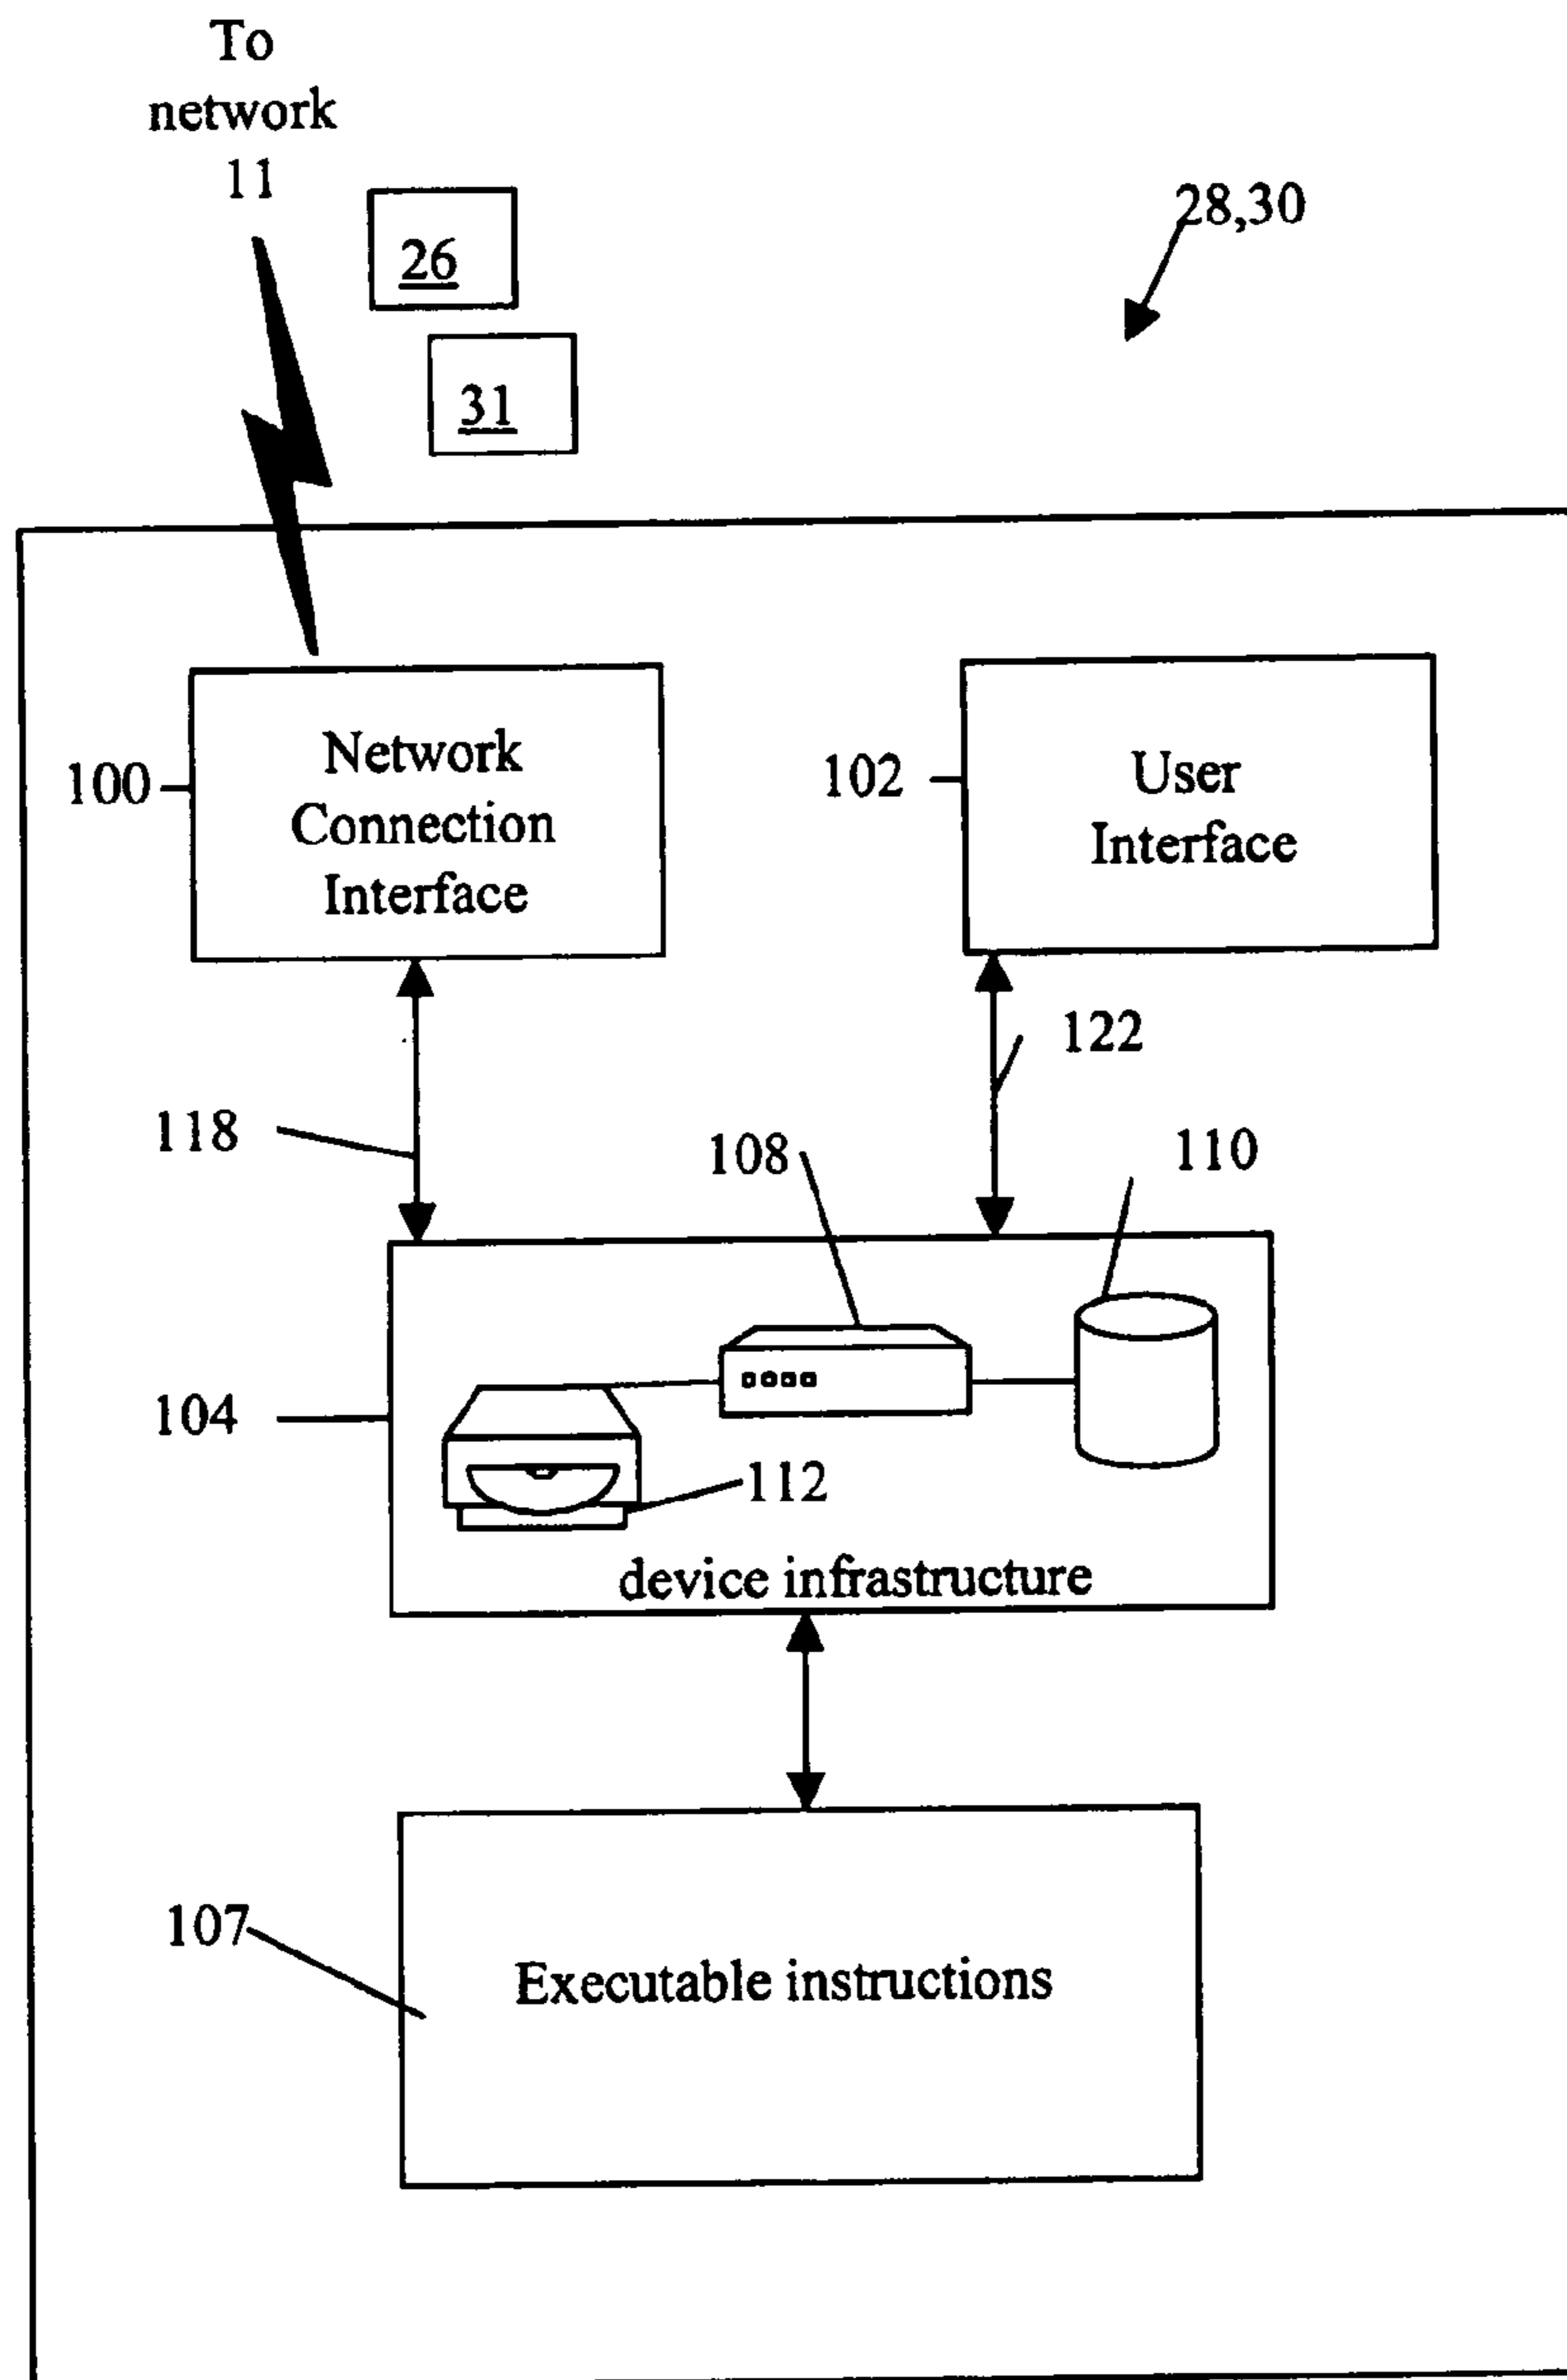 To
network
11
26
28,30
31
100
Network
Connection
Interface
102
User
Interface
122
118
108
110
104
112
device infrastructure
107
Executable instructions